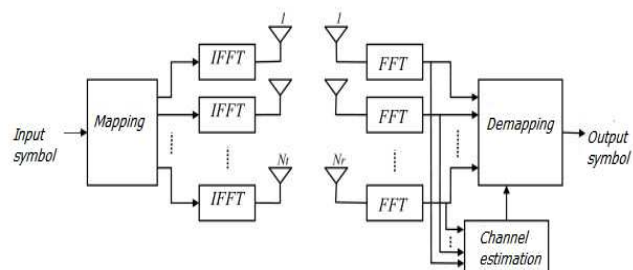 Input
symbol
Mapping
IFFT
IFFT
IFFT
1
Nt
1
Nr
FFT
FFT
FFT
Demapping
Channel
estimation
Output
symbol